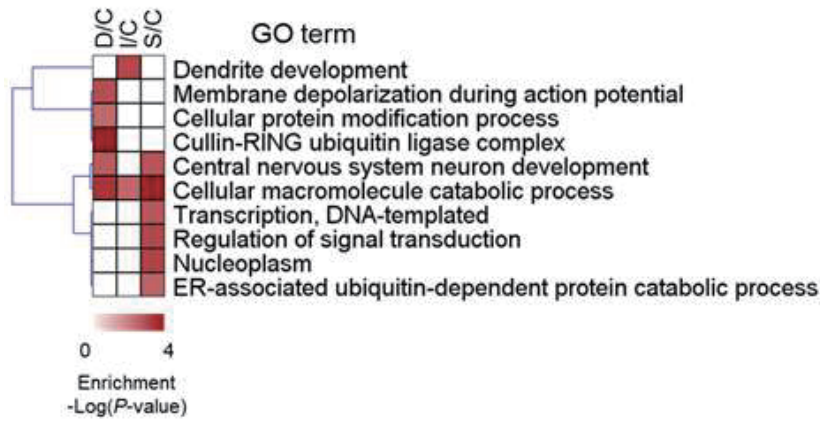 D/C I/C S/C GO term
Dendrite development
Membrane depolarization during action potential
Cellular protein modification process
Cullin-RING ubiquitin ligase complex
Central nervous system neuron development
Cellular macromolecule catabolic process
Transcription, DNA-templated
Regulation of signal transduction
Nucleoplasm
ER-associated ubiquitin-dependent protein catabolic process
0 4
Enrichment
-Log(P-value)